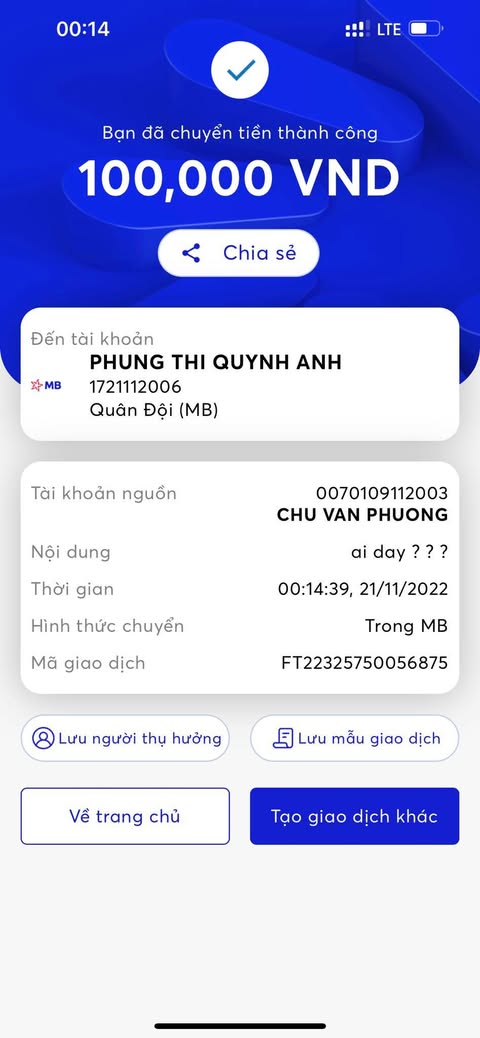 00:14
LTE
Bạn đã chuyển tiền thành công
100,000 VND
Chia sẻ
Đến tài khoản
PHUNG THI QUYNH ANH
MB
1721112006
Quân Đội (MB)
Tài khoản nguồn
0070109112003
CHU VAN PHUONG
Nội dung
ai day ? ? ?
Thời gian
00:14:39, 21/11/2022
Hình thức chuyển
Trong MB
Mã giao dịch
FT22325750056875
Lưu người thụ hưởng
Lưu mẫu giao dịch
Về trang chủ
Tạo giao dịch khác